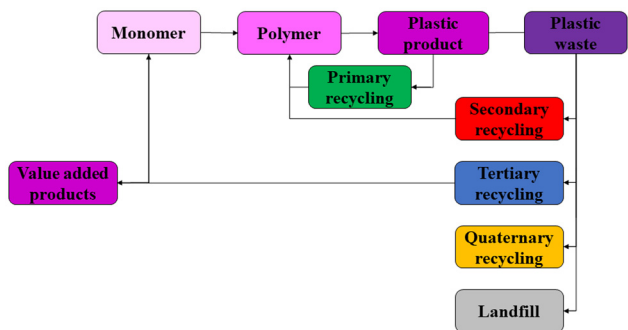 Monomer
Polymer
Plastic
product
Plastic
waste
Primary
recycling
Secondary
recycling
Value added
products
Tertiary
recycling
Quaternary
recycling
Landfill